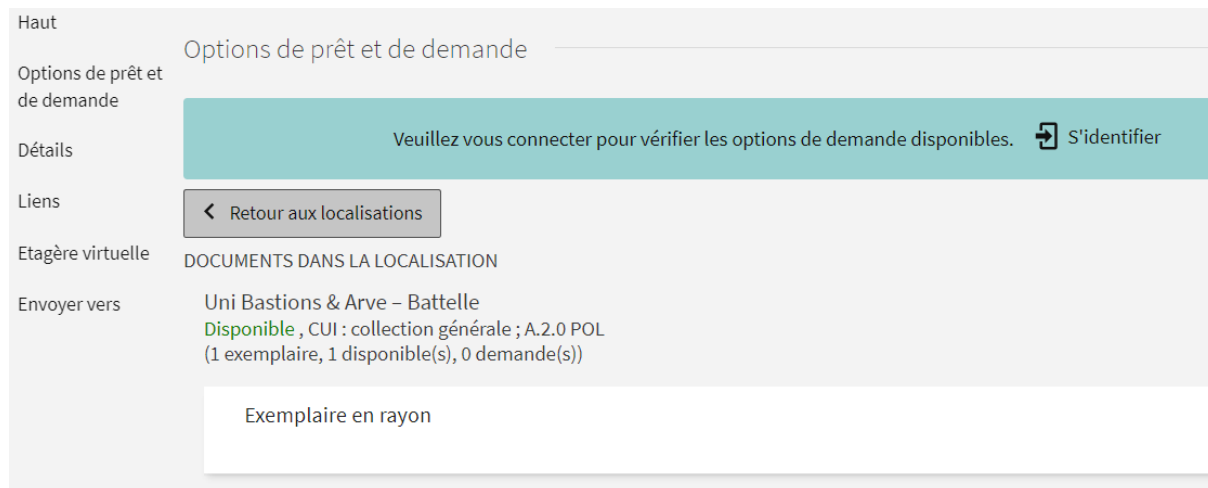 Haut
Options de prêt et
de demande
Détails
Liens
Etagère virtuelle
Envoyer vers
Options de prêt et de demande
Veuillez vous connecter pour vérifier les options de demande disponibles. S'identifier
Retour aux localisations
DOCUMENTS DANS LA LOCALISATION
Uni Bastions & Arve – Battelle
Disponible , CUI : collection générale ; A.2.0 POL
(1 exemplaire, 1 disponible(s), 0 demande(s))
Exemplaire en rayon